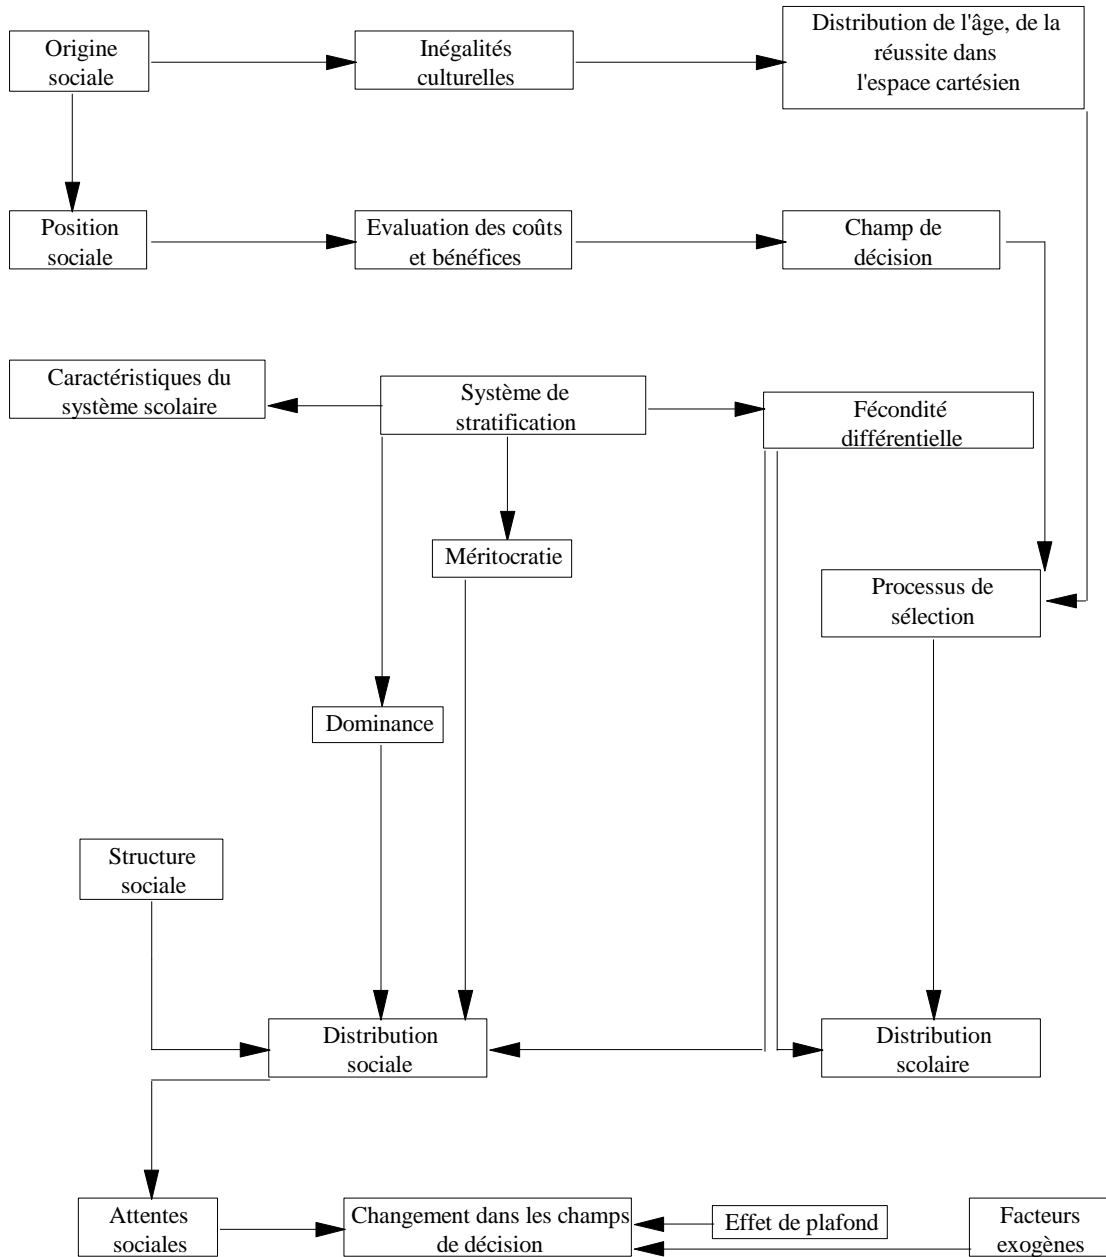 Origine
sociale
Inégalités
culturelles
Distribution de l'âge, de la
réussite dans
l'espace cartésien
Position
sociale
Evaluation des coûts
et bénéfices
Champ de
décision
Caractéristiques du
système scolaire
Système de
stratification
Fécondité
différentielle
Méritocratie
Processus de
sélection
Dominance
Structure
sociale
Distribution
sociale
Distribution
scolaire
Attentes
sociales
Changement dans les champs
de décision
Effet de plafond
Facteurs
exogènes